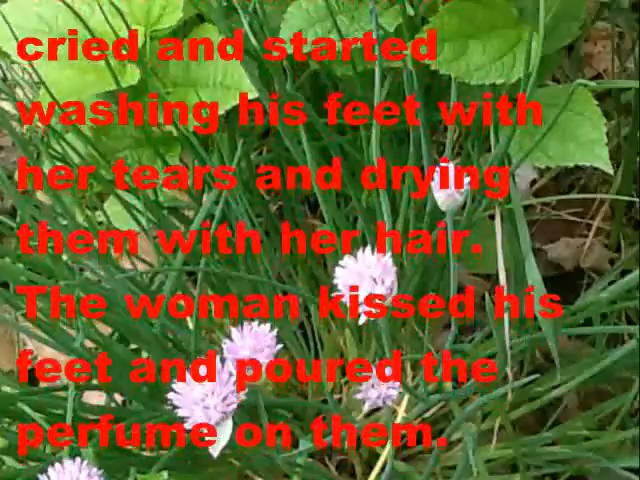 cried and started
washing his feet with
her tears and drying
them with her hair.
The woman kissed his
feet and poured the
perfume on them.